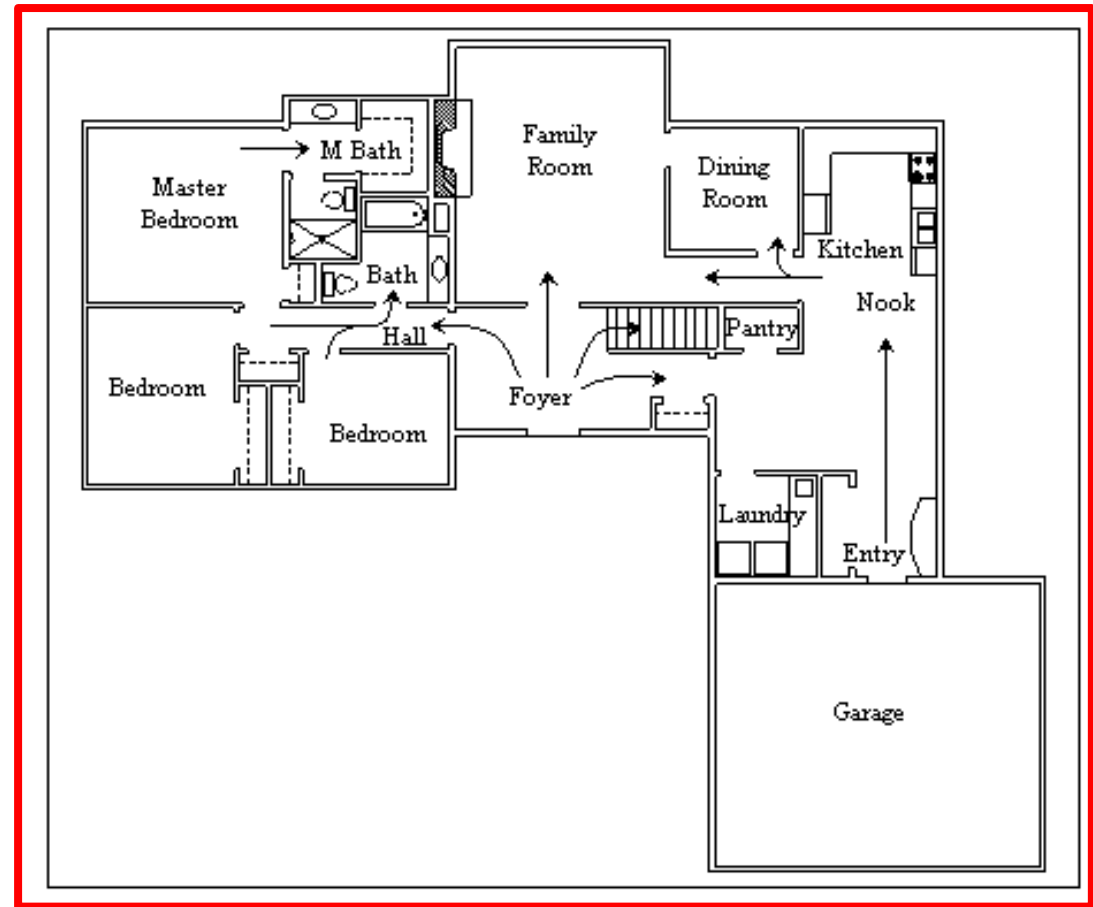 Family
Room
M Bath
Dining
Room
Master
Bedroom
Kitchen
Bath
Nook
Hall
Pantry
Bedroom
Foyer
Bedroom
Laundry
Entry
Garage